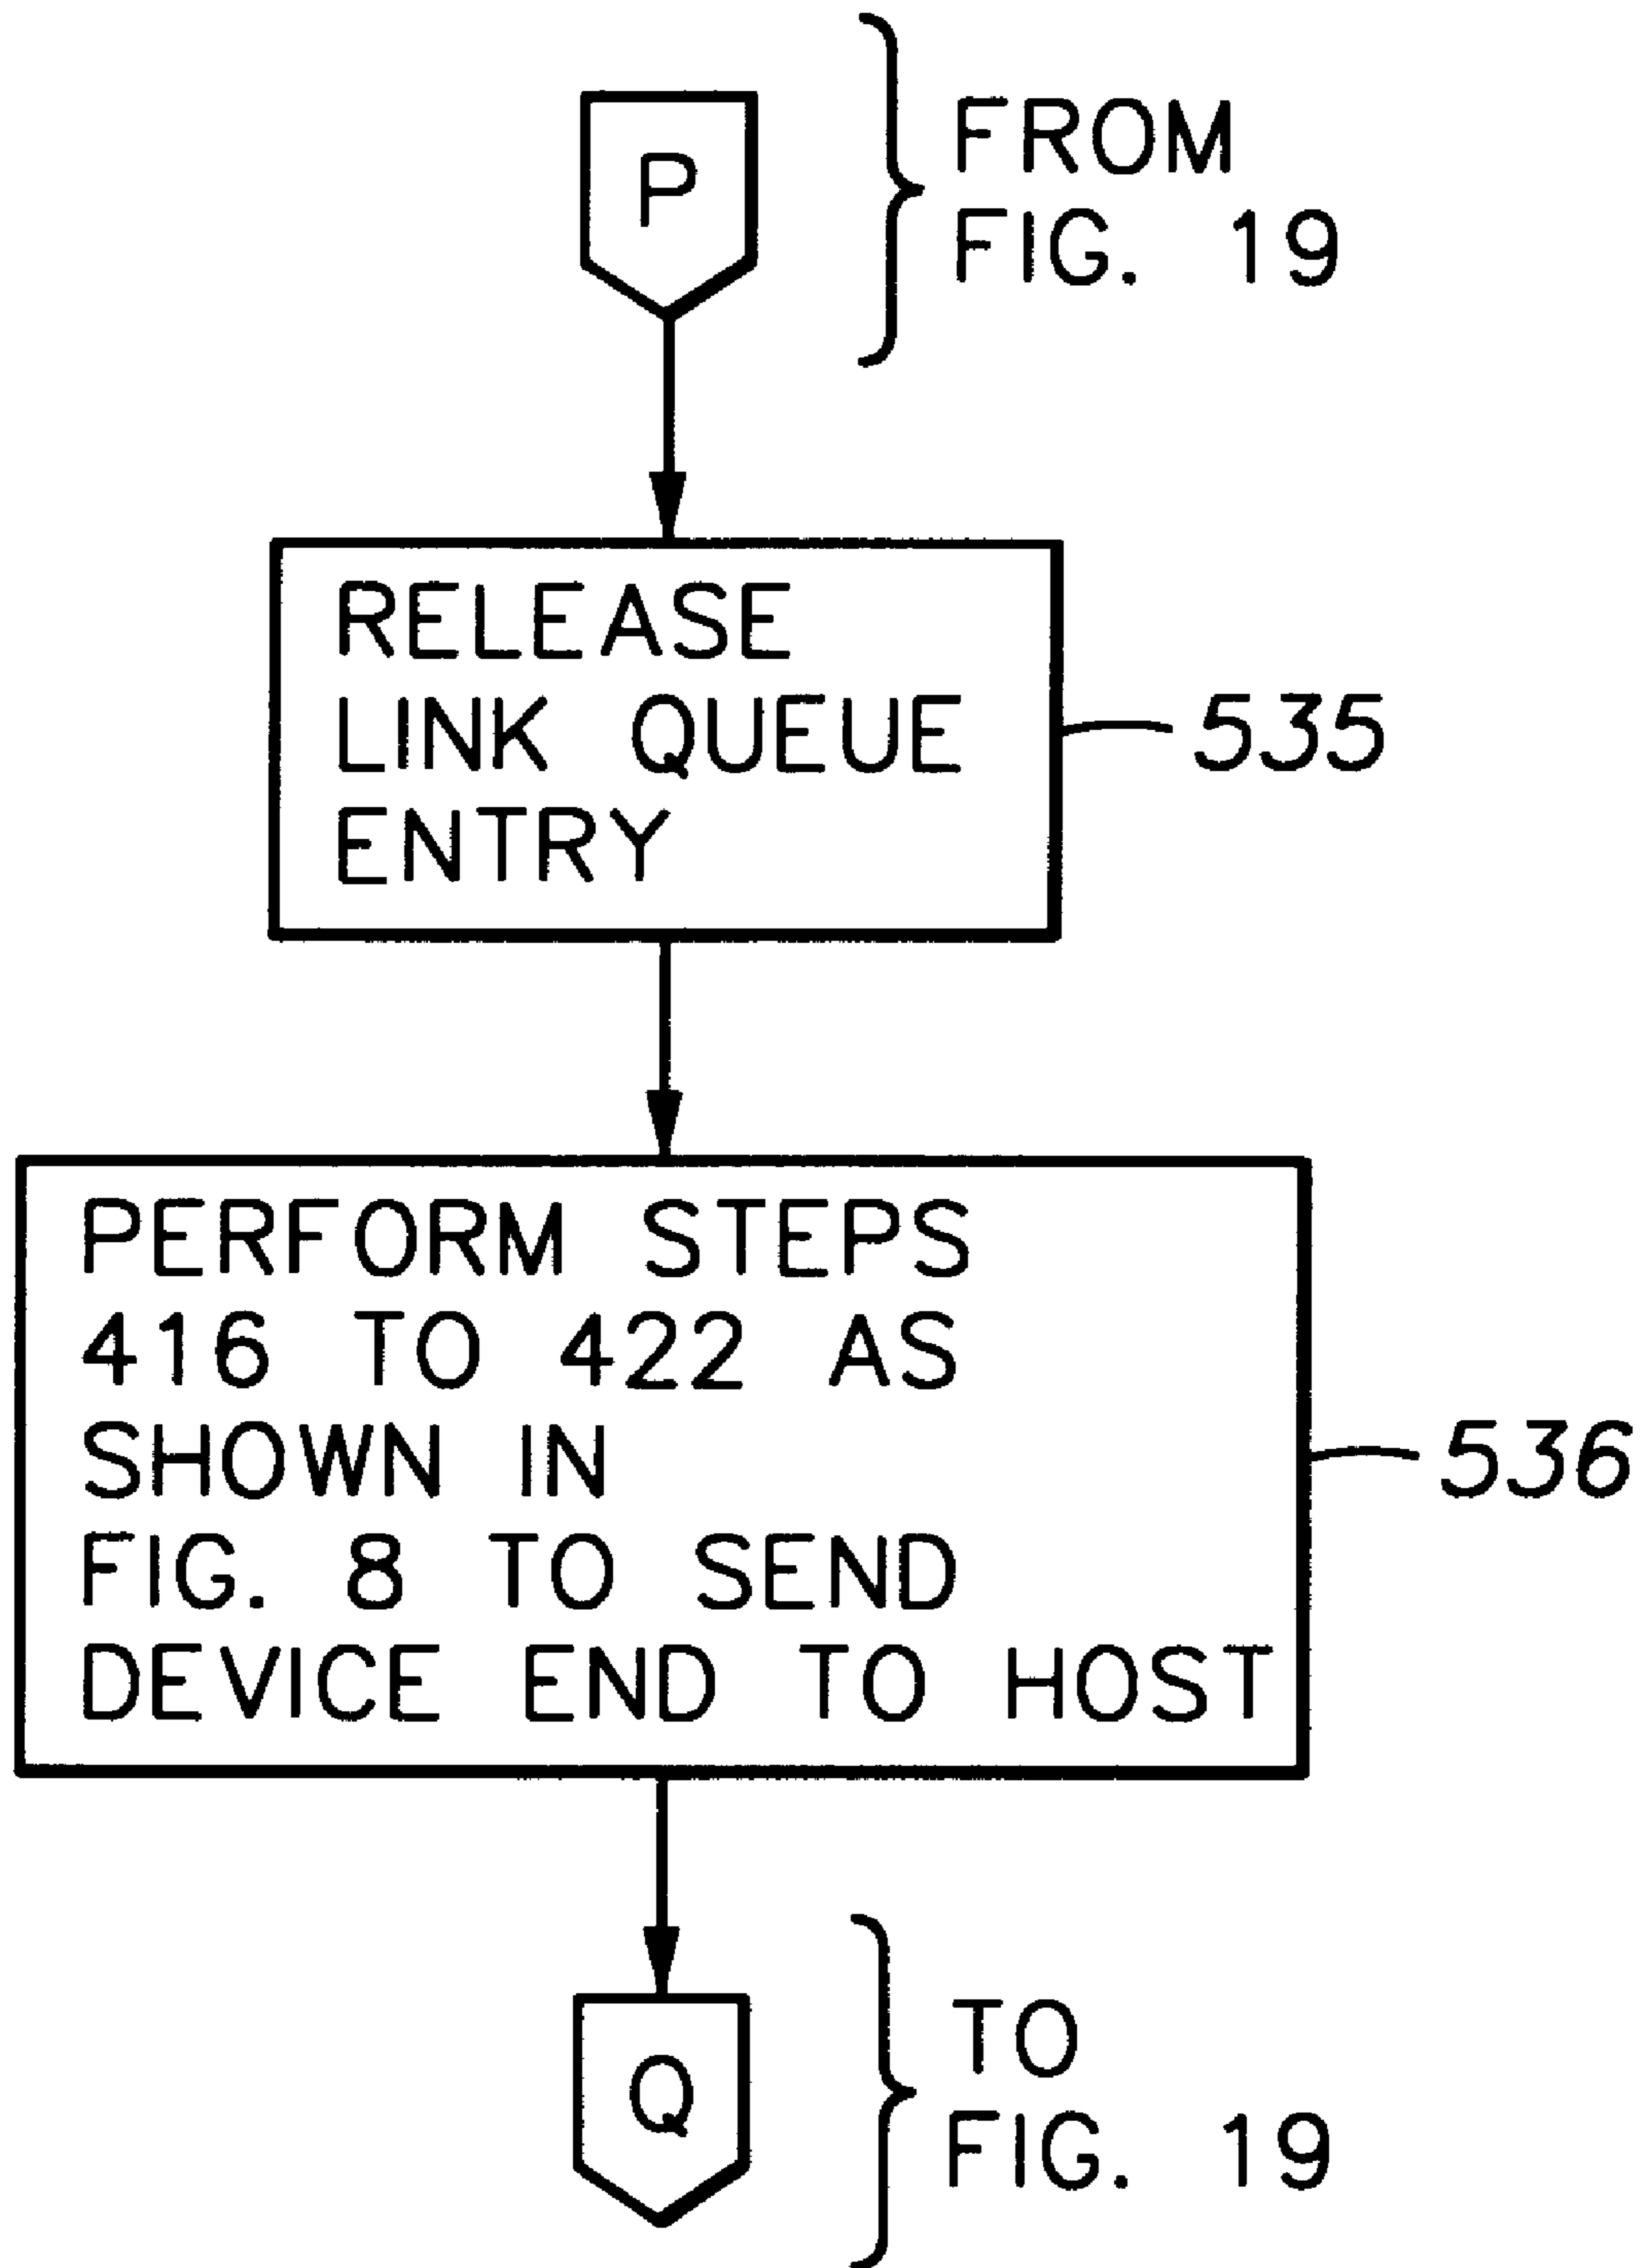 P
FROM
FIG. 19
RELEASE
LINK QUEUE
ENTRY
535
PERFORM STEPS
416 TO 422 AS
SHOWN IN
FIG. 8 TO SEND
DEVICE END TO HOST
536
Q
TO
FIG. 19